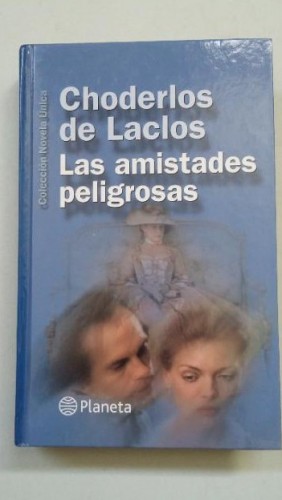 Choderlos
de Laclos
Las amistades
peligrosas
Colección Novela Única
Planeta